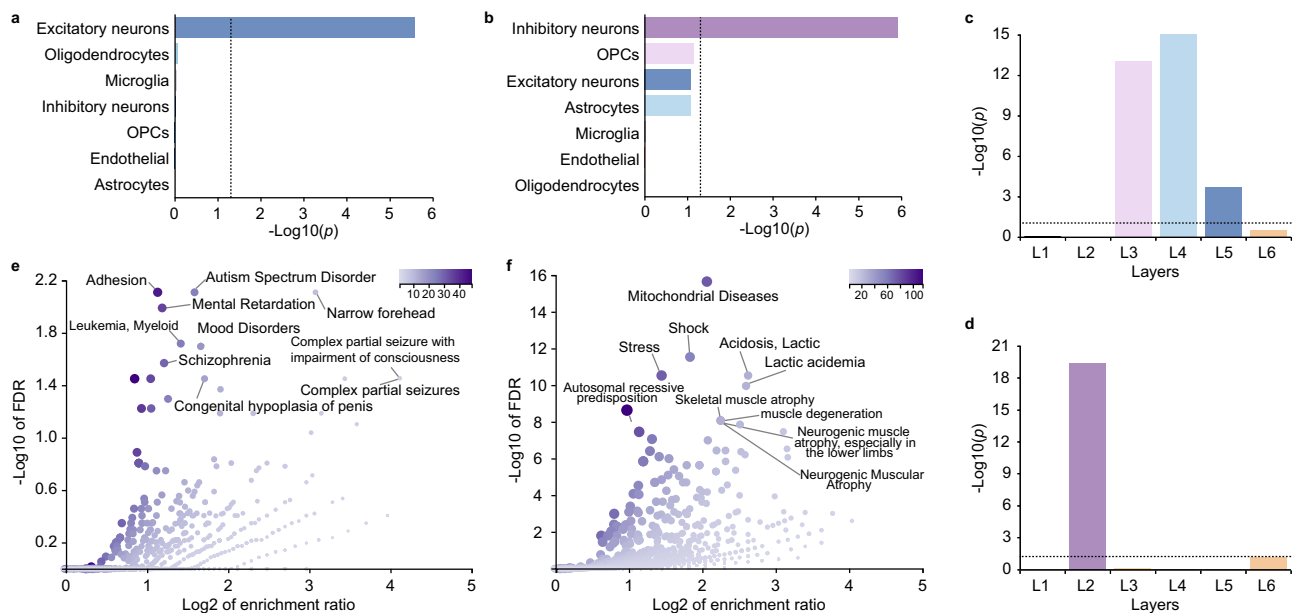 a
Excitatory neurons
Oligodendrocytes
Microglia
Inhibitory neurons
OPCs
Endothelial
Astrocytes
0 1 2 3 4 5 6
-Log10(p)
b
Inhibitory neurons
OPCs
Excitatory neurons
Astrocytes
Microglia
Endothelial
Oligodendrocytes
0 1 2 3 4 5 6
-Log10(p)
c
-Log10(p)
15
12
9
6
3
0
L1 L2 L3 L4 L5 L6
Layers
e
-Log10 of FDR
2.2
1.8
1.4
1.0
0.6
0.2
0 1 2 3 4 5
Log2 of enrichment ratio
10 20 30 40
Adhesion
Autism Spectrum Disorder
Mental Retardation
Narrow forehead
Leukemia, Myeloid
Mood Disorders
Complex partial seizure with
impairment of consciousness
Schizophrenia
Complex partial seizures
Congenital hypoplasia of penis
f
-Log10 of FDR
16
14
12
10
8
6
4
2
0 1 2 3 4 5
Log2 of enrichment ratio
20 60 100
Mitochondrial Diseases
Shock
Stress
Acidosis, Lactic
Lactic acidemia
Autosomal recessive
predisposition
Skeletal muscle atrophy
muscle degeneration
Neurogenic muscle
atrophy, especially in
the lower limbs
Neurogenic Muscular
Atrophy
d
-Log10(p)
21
18
15
12
9
6
3
0
L1 L2 L3 L4 L5 L6
Layers